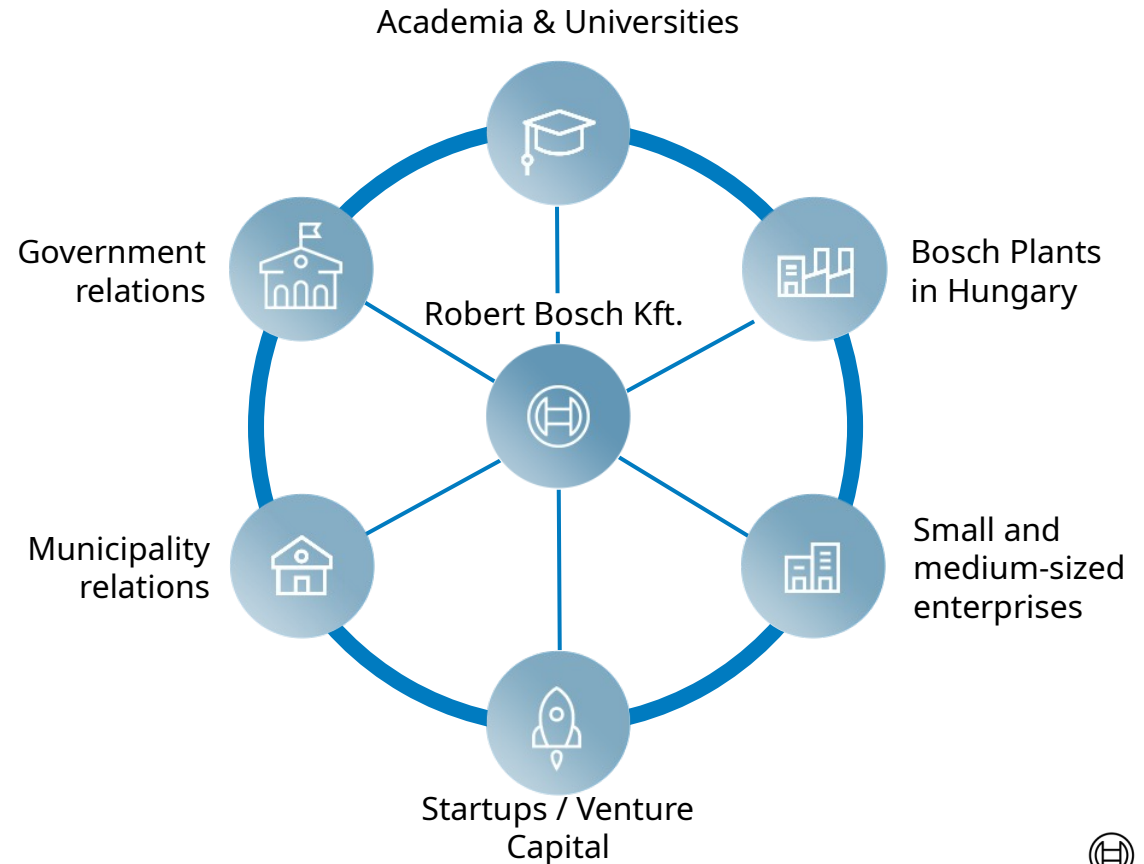 Academia & Universities
Government
relations
Bosch Plants
in Hungary
Robert Bosch Kft.
Municipality
relations
Small and
medium-sized
enterprises
Startups / Venture
Capital